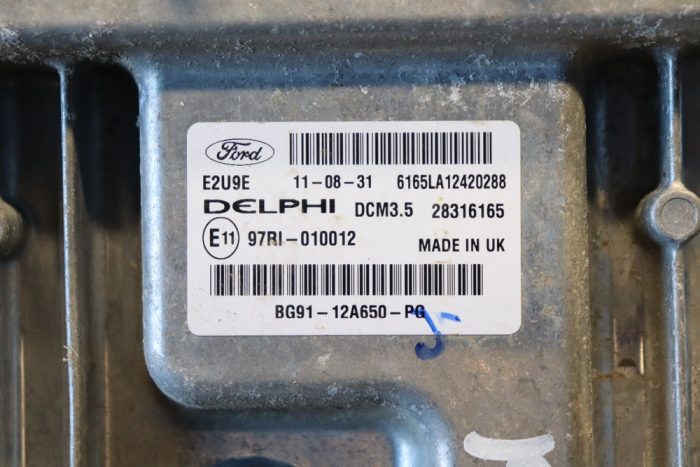 Ford
E2U9E 11-08-31 6165LA12420288
DELPHI DCM3.5 28316165
E11 97RI-010012 MADE IN UK
BG91-12A650-PG